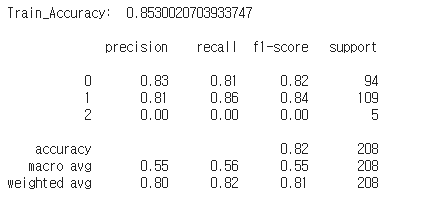 Train_Accuracy:  0.8530020703933747
precision    recall  f1-score   support
0       0.83      0.81      0.82        94
1       0.81      0.86      0.84       109
2       0.00      0.00      0.00         5
accuracy                           0.82       208
macro avg       0.55      0.56      0.55       208
weighted avg       0.80      0.82      0.81       208